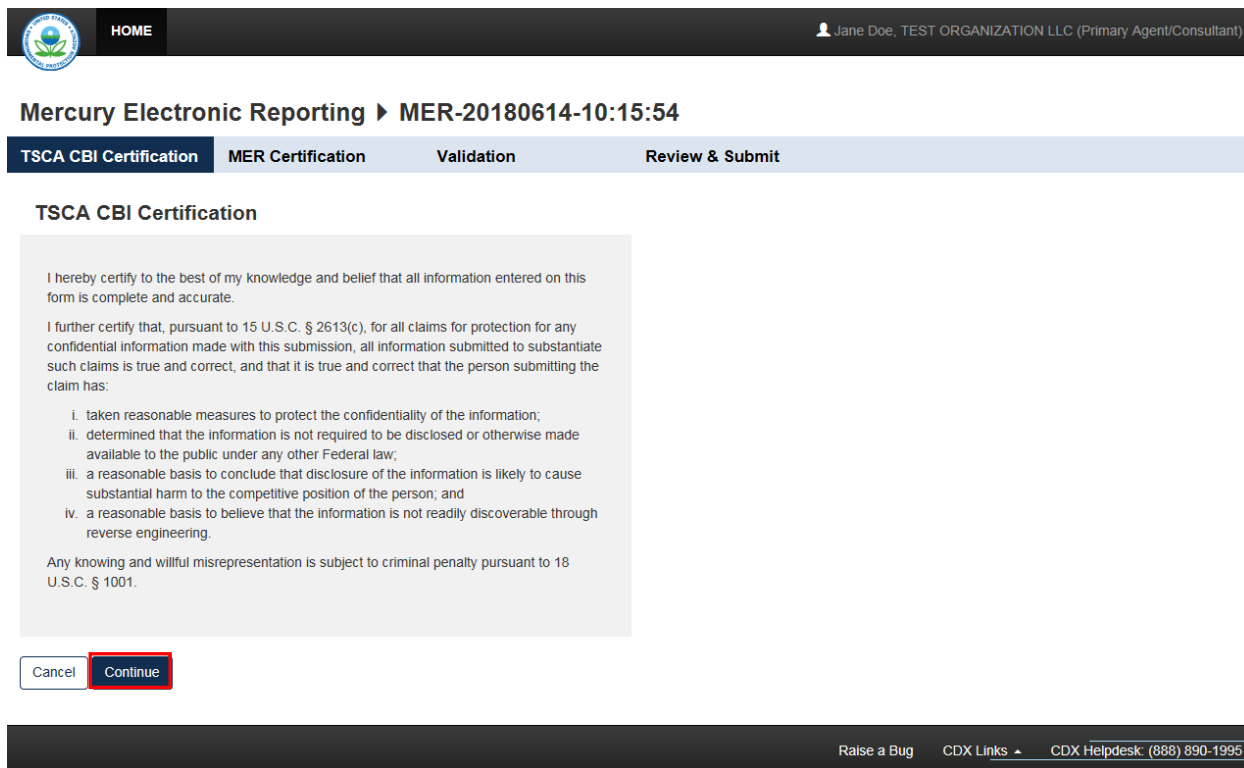 HOME
Jane Doe, TEST ORGANIZATION LLC (Primary Agent/Consultant)
Mercury Electronic Reporting ▶ MER-20180614-10:15:54
TSCA CBI Certification MER Certification Validation Review & Submit
TSCA CBI Certification
I hereby certify to the best of my knowledge and belief that all information entered on this
form is complete and accurate.
I further certify that, pursuant to 15 U.S.C. § 2613(c), for all claims for protection for any
confidential information made with this submission, all information submitted to substantiate
such claims is true and correct, and that it is true and correct that the person submitting the
claim has:
i. taken reasonable measures to protect the confidentiality of the information;
ii. determined that the information is not required to be disclosed or otherwise made
available to the public under any other Federal law;
iii. a reasonable basis to conclude that disclosure of the information is likely to cause
substantial harm to the competitive position of the person; and
iv. a reasonable basis to believe that the information is not readily discoverable through
reverse engineering.
Any knowing and willful misrepresentation is subject to criminal penalty pursuant to 18
U.S.C. § 1001.
Cancel Continue
Raise a Bug CDX Links CDX Helpdesk: (888) 890-1995